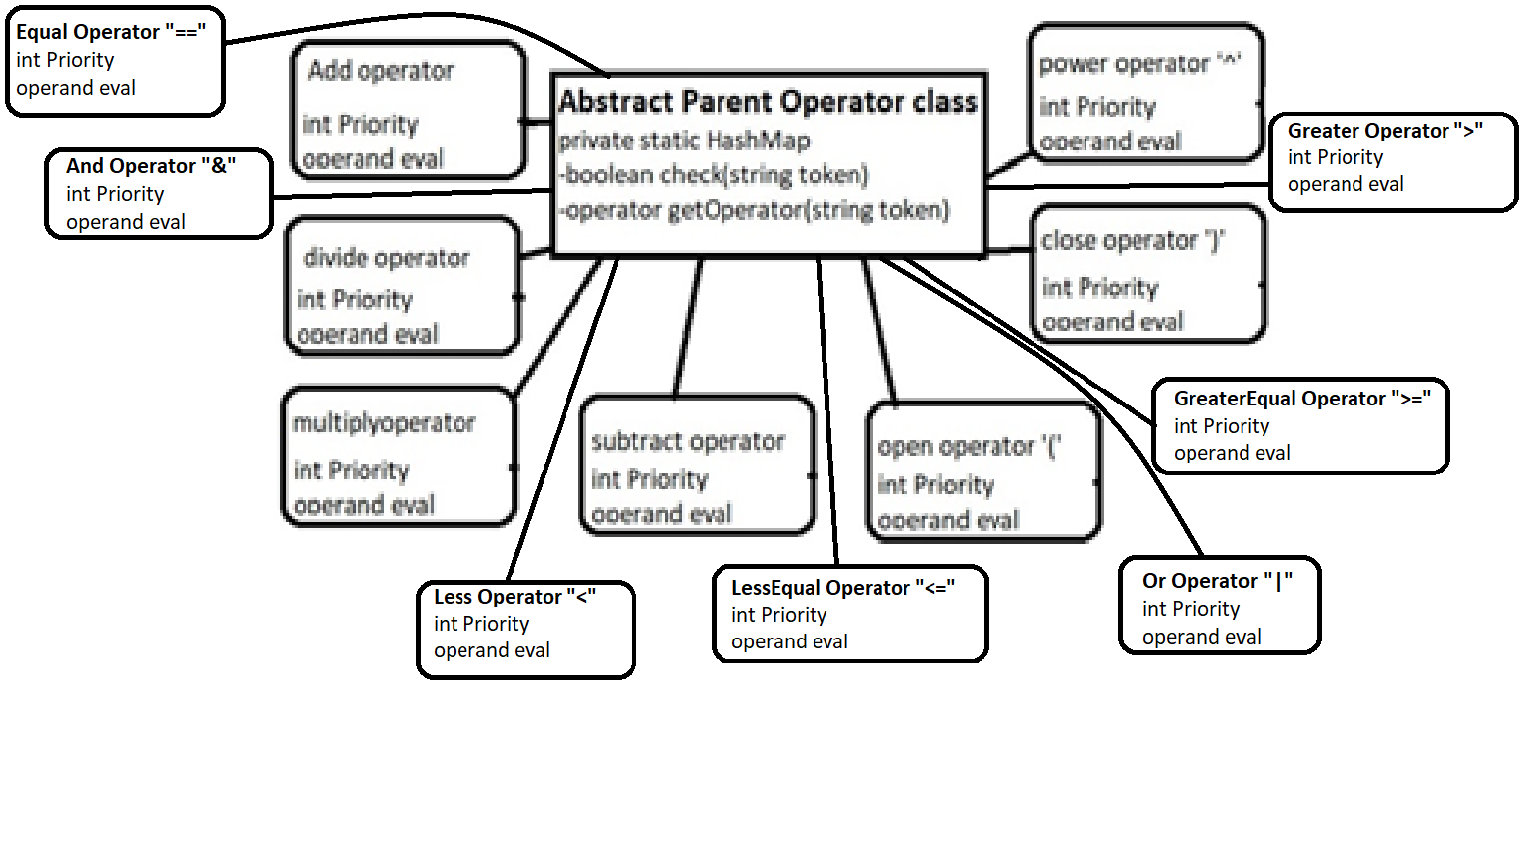 Equal Operator "=="
int Priority
operand eval
Add operator
int Priority
operand eval
Abstract Parent Operator class
private static HashMap
-boolean check(string token)
-operator getOperator(string token)
power operator '^'
int Priority
operand eval
Greater Operator ">"
int Priority
operand eval
And Operator "&"
int Priority
operand eval
divide operator
int Priority
operand eval
close operator ')'
int Priority
operand eval
multiplyoperator
int Priority
operand eval
subtract operator
int Priority
operand eval
open operator '('
int Priority
operand eval
GreaterEqual Operator ">="
int Priority
operand eval
Less Operator "<"
int Priority
operand eval
LessEqual Operator "<="
int Priority
operand eval
Or Operator "|"
int Priority
operand eval